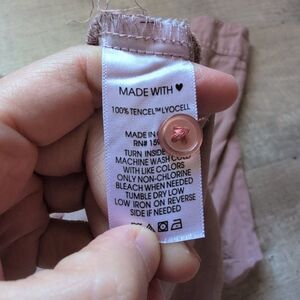 MADE WITH ♥
100% TENCEL™ LYOCELL
MADE IN
RN# 15
TURN INSIDE
MACHINE WASH COLD
WITH LIKE COLORS
ONLY NON-CHLORINE
BLEACH WHEN NEEDED
TUMBLE DRY LOW
LOW IRON ON REVERSE
SIDE IF NEEDED